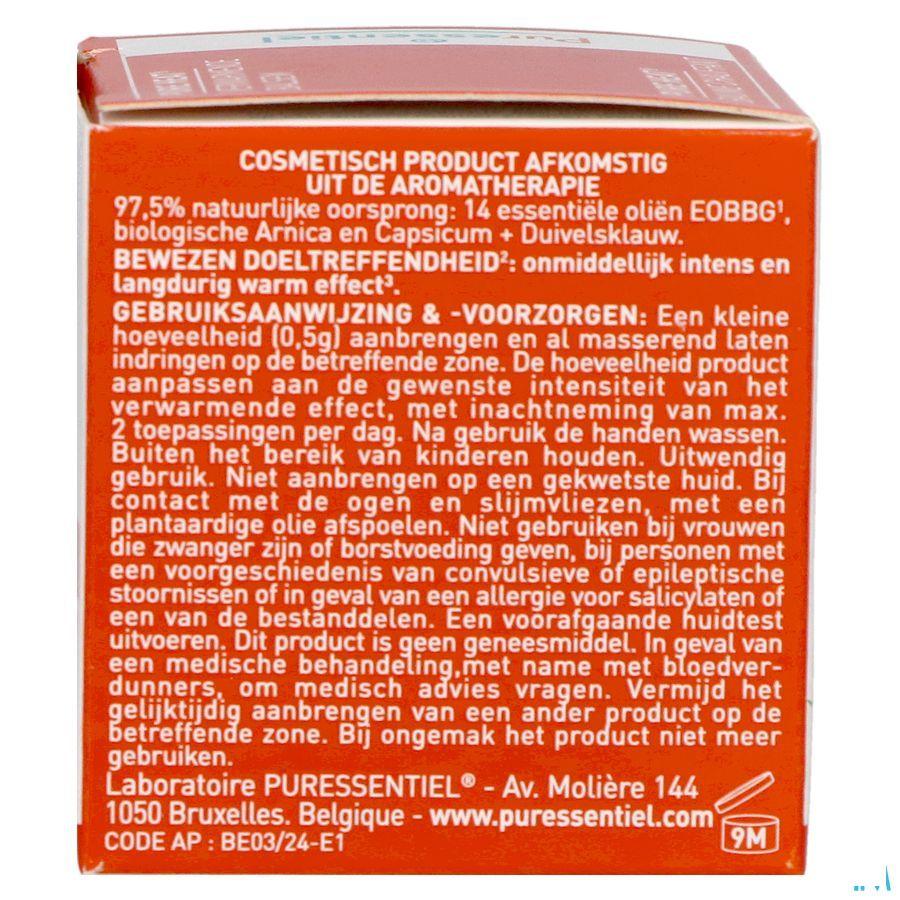 Puressentiel
COSMETISCH PRODUCT AFKOMSTIG
UIT DE AROMATHERAPIE
97,5% natuurlijke oorsprong: 14 essentiële oliën EOBBG¹,
biologische Arnica en Capsicum + Duivelsklauw.
BEWEZEN DOELTREFFENDHEID²: onmiddellijk intens en
langdurig warm effect³.
GEBRUIKSAANWIJZING & -VOORZORGEN: Een kleine
hoeveelheid (0,5g) aanbrengen en al masserend laten
indringen op de betreffende zone. De hoeveelheid product
aanpassen aan de gewenste intensiteit van het
verwarmende effect, met inachtneming van max.
2 toepassingen per dag. Na gebruik de handen wassen.
Buiten het bereik van kinderen houden. Uitwendig
gebruik. Niet aanbrengen op een gekwetste huid. Bij
contact met de ogen en slijmvliezen, met een
plantaardige olie afspoelen. Niet gebruiken bij vrouwen
die zwanger zijn of borstvoeding geven, bij personen met
een voorgeschiedenis van convulsieve of epileptische
stoornissen of in geval van een allergie voor salicylaten of
een van de bestanddelen. Een voorafgaande huidtest
uitvoeren. Dit product is geen geneesmiddel. In geval van
een medische behandeling,met name met bloedver-
dunners, om medisch advies vragen. Vermijd het
gelijktijdig aanbrengen van een ander product op de
betreffende zone. Bij ongemak het product niet meer
gebruiken.
Laboratoire PURESSENTIEL® - Av. Molière 144
1050 Bruxelles. Belgique - www.puressentiel.com
CODE AP : BE03/24-E1
9M